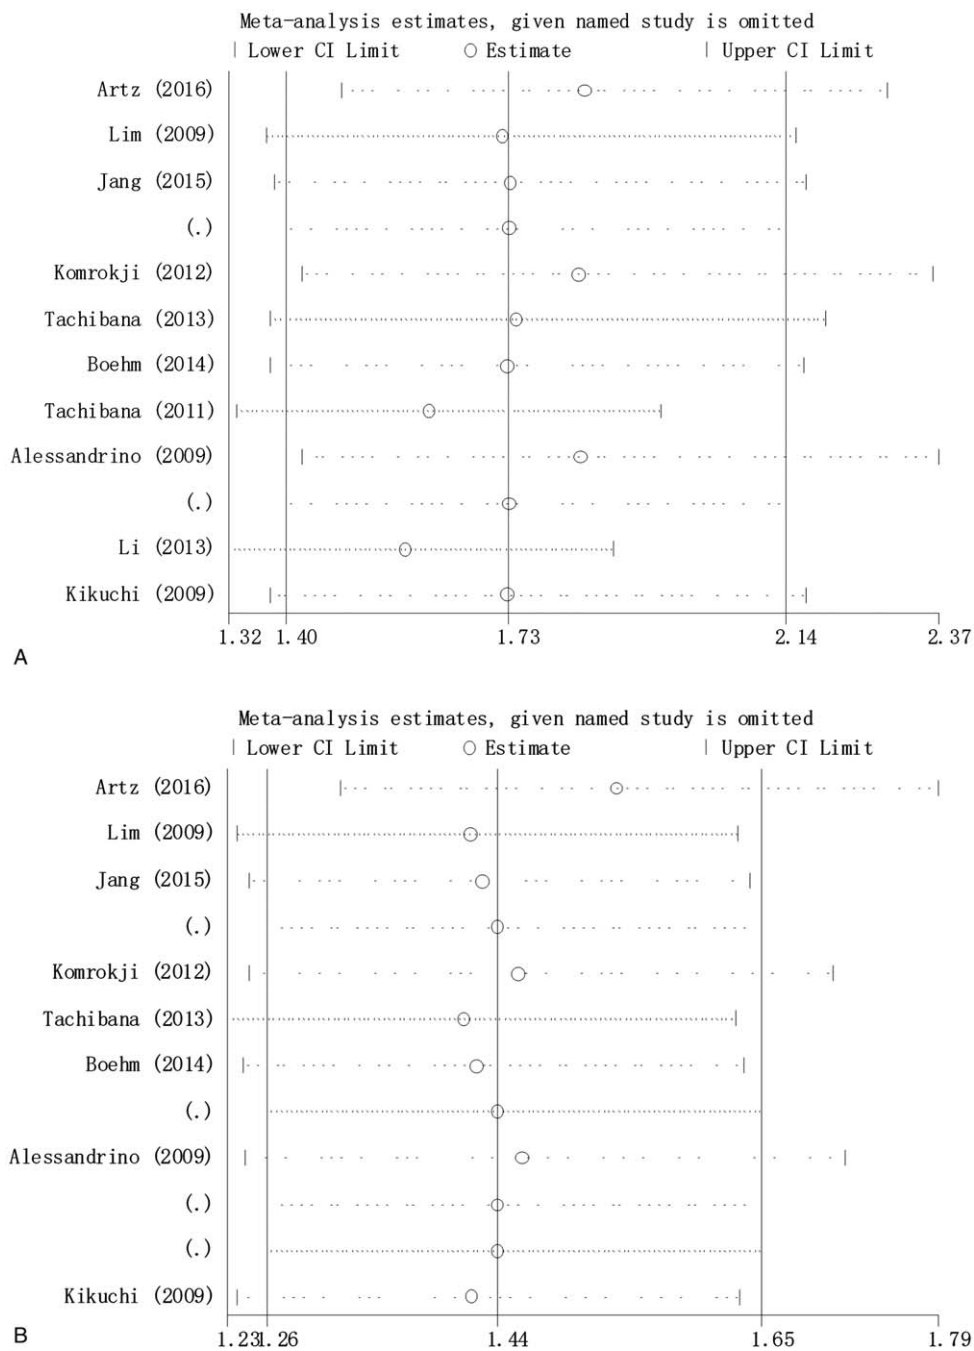 Meta-analysis estimates, given named study is omitted
| Lower CI Limit ○ Estimate | Upper CI Limit
Artz (2016)
Lim (2009)
Jang (2015)
(.)
Komrokji (2012)
Tachibana (2013)
Boehm (2014)
Tachibana (2011)
Alessandrino (2009)
(.)
Li (2013)
Kikuchi (2009)
1.32 1.40 1.73 2.14 2.37
A
Meta-analysis estimates, given named study is omitted
| Lower CI Limit ○ Estimate | Upper CI Limit
Artz (2016)
Lim (2009)
Jang (2015)
(.)
Komrokji (2012)
Tachibana (2013)
Boehm (2014)
(.)
Alessandrino (2009)
(.)
(.)
Kikuchi (2009)
1.23 1.26 1.44 1.65 1.79
B